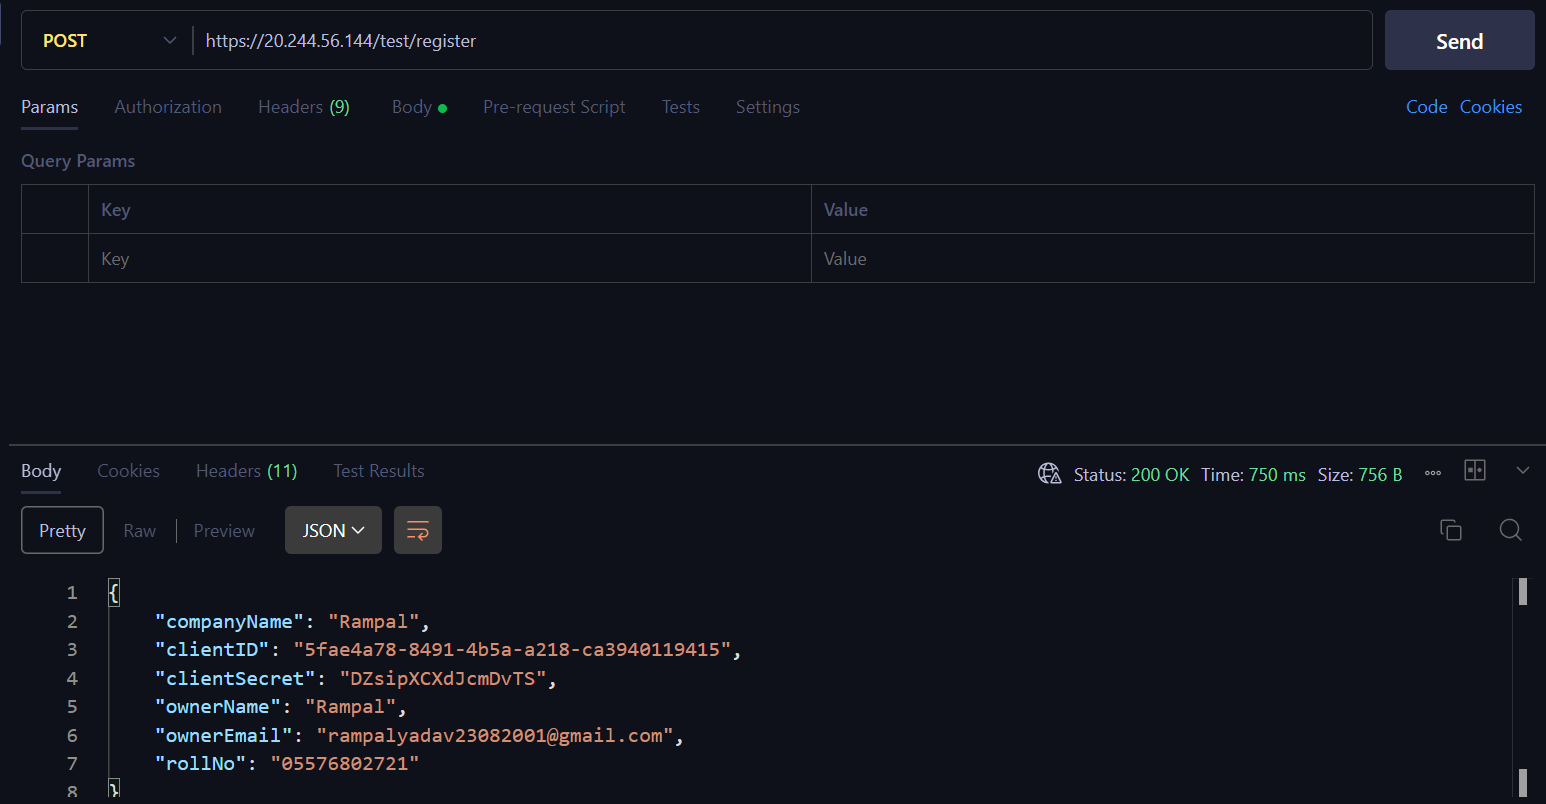 POST https://20.244.56.144/test/register Send
Params Authorization Headers (9) Body Pre-request Script Tests Settings Code Cookies
Query Params
Key Value
Key Value
Body Cookies Headers (11) Test Results Status: 200 OK Time: 750 ms Size: 756 B
Pretty Raw Preview JSON
1 {
2 "companyName": "Rampal",
3 "clientID": "5fae4a78-8491-4b5a-a218-ca3940119415",
4 "clientSecret": "DZsipXCXdJcmDvTS",
5 "ownerName": "Rampal",
6 "ownerEmail": "rampalyadav23082001@gmail.com",
7 "rollNo": "05576802721"
8 }